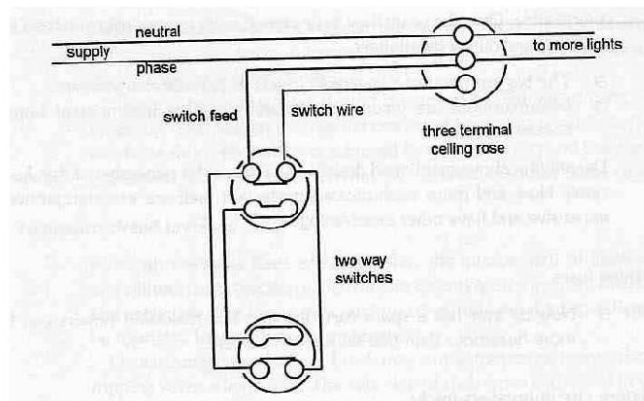 neutral
supply
phase
to more lights
switch feed
switch wire
three terminal
ceiling rose
two way
switches